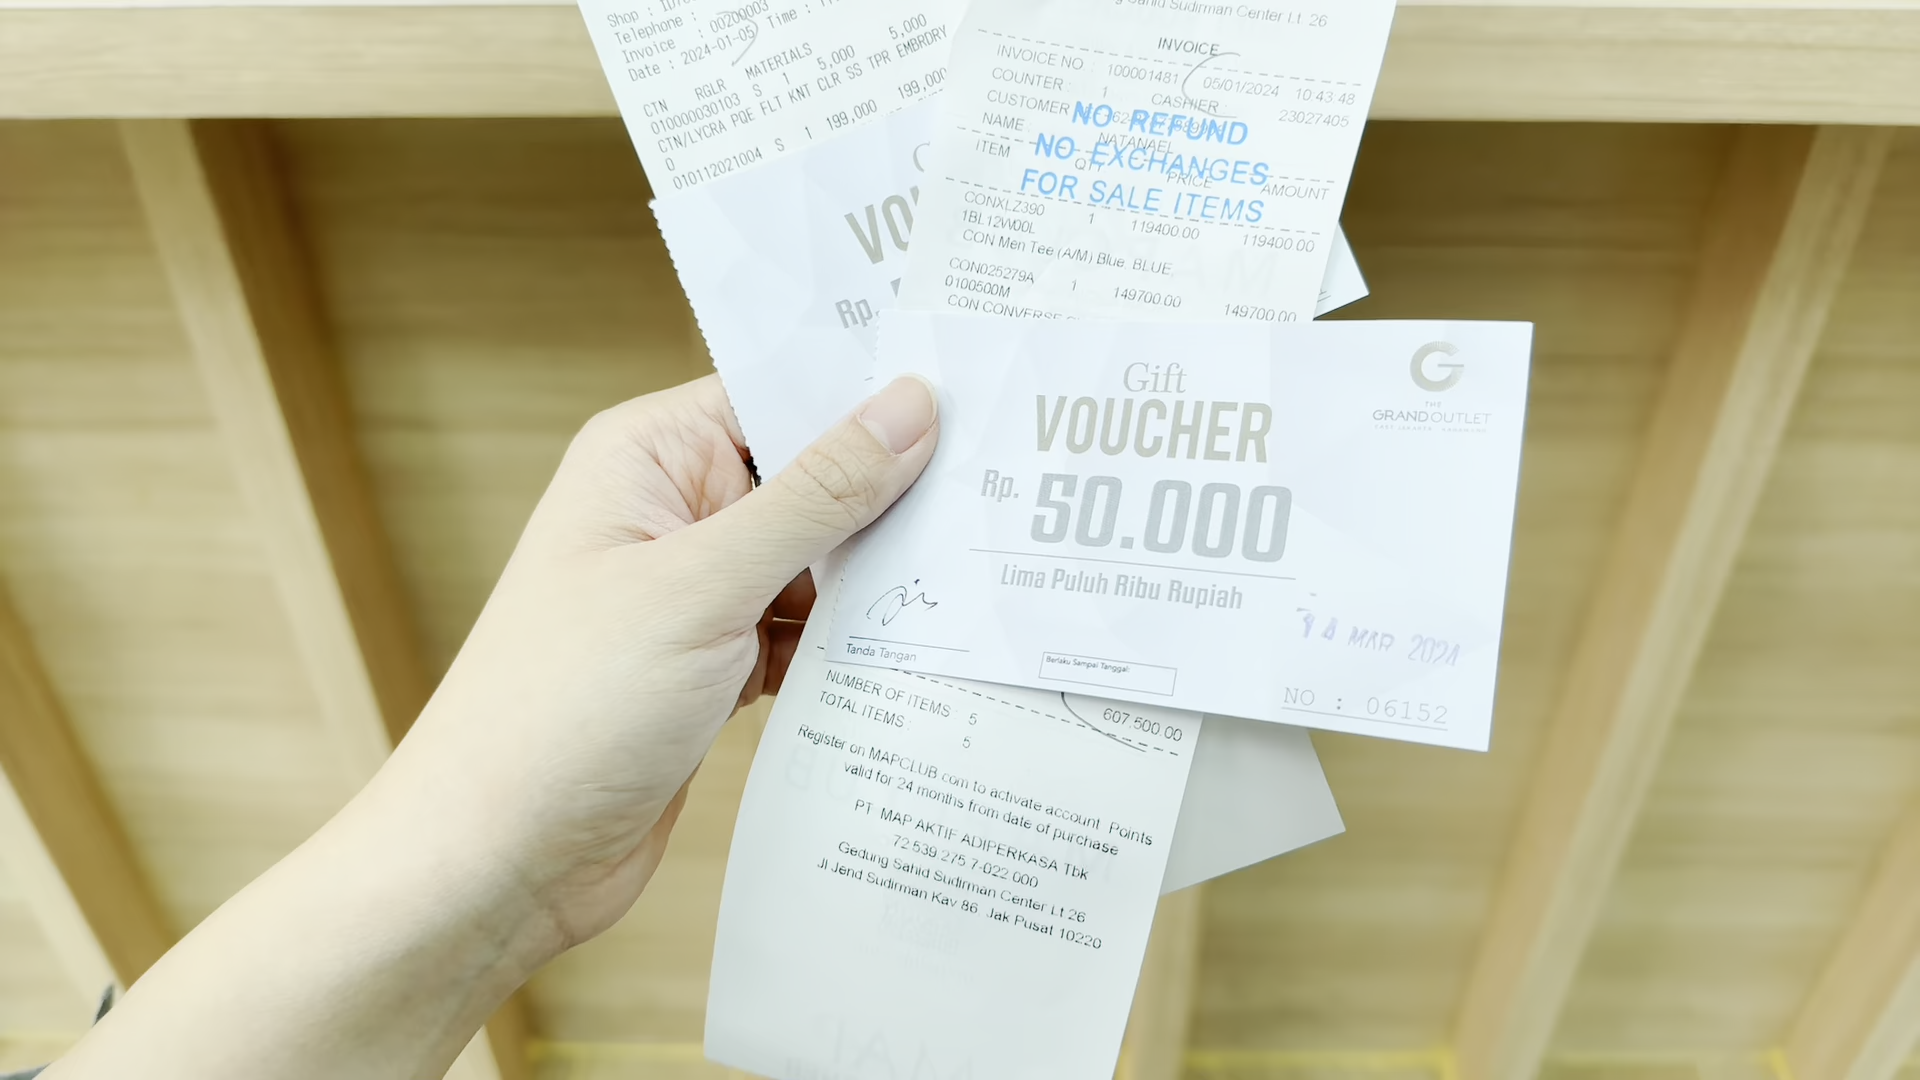 Shop :
Telephone :
Invoice : 00200003
Date : 2024-01-05 Time :
CTN RGLR MATERIALS
01000030103 S 1 5,000 5,000
CTN/LYCRA PQE FLT KNT CLR SS TPR EMBRDRY
0
010112021004 S 1 199,000 199,000
VO
Rp.
Sahid Sudirman Center Lt 26
INVOICE
INVOICE NO : 100001481 05/01/2024 10:43:48
COUNTER : 1 CASHIER : 23027405
CUSTOMER
NAME NATANAEL
ITEM QTY PRICE AMOUNT
NO REFUND
NO EXCHANGES
FOR SALE ITEMS
CONXLZ390 1 119400.00 119400.00
1BL12W00L
CON Men Tee (A/M) Blue BLUE,
CON025279A 1 149700.00 149700.00
0100500M
CON CONVERSE
Gift
VOUCHER
Rp. 50.000
Lima Puluh Ribu Rupiah
G
THE
GRAND OUTLET
Tanda Tangan
Berlaku Sampai Tanggal:
MAR 2024
NO : 06152
607,500.00
NUMBER OF ITEMS : 5
TOTAL ITEMS : 5
Register on MAPCLUB.com to activate account Points
valid for 24 months from date of purchase
PT MAP AKTIF ADIPERKASA Tbk
72 539 275 7-022 000
Gedung Sahid Sudirman Center Lt 26
Jl Jend Sudirman Kav 86 Jak Pusat 10220